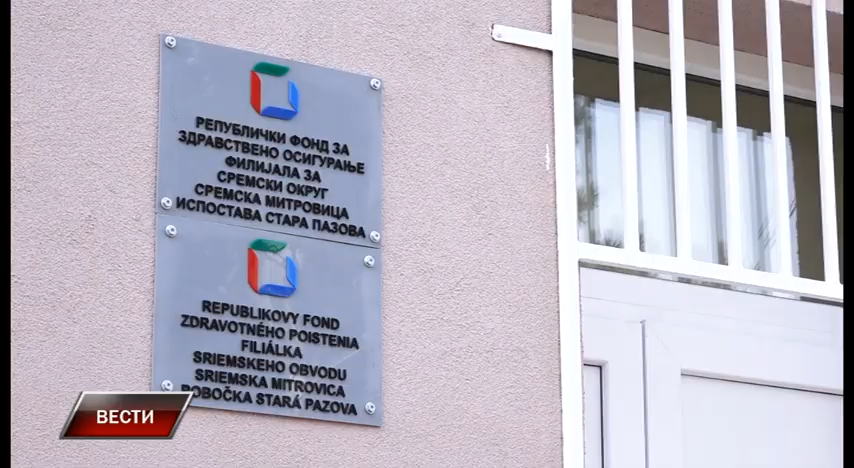 РЕПУБЛИЧКИ ФОНД ЗА
ЗДРАВСТВЕНО ОСИГУРАЊЕ
ФИЛИЈАЛА ЗА
СРЕМСКИ ОКРУГ
СРЕМСКА МИТРОВИЦА
ИСПОСТАВА СТАРА ПАЗОВА
REPUBLIKOVY FOND
ZDRAVOTNÉHO POISTENIA
FILIÁLKA
SRIEMSKEHO OBVODU
SRIEMSKA MITROVICA
POBOČKA STARÁ PAZOVA
ВЕСТИ